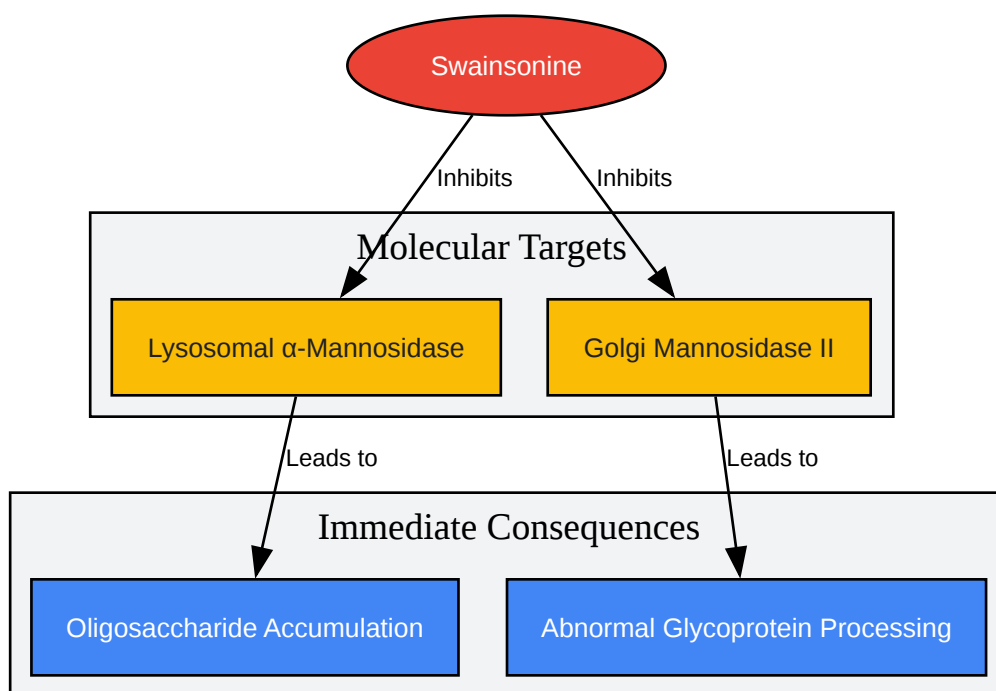 Swainsonine
Inhibits
Inhibits
Molecular Targets
Lysosomal α-Mannosidase
Golgi Mannosidase II
Leads to
Leads to
Immediate Consequences
Oligosaccharide Accumulation
Abnormal Glycoprotein Processing